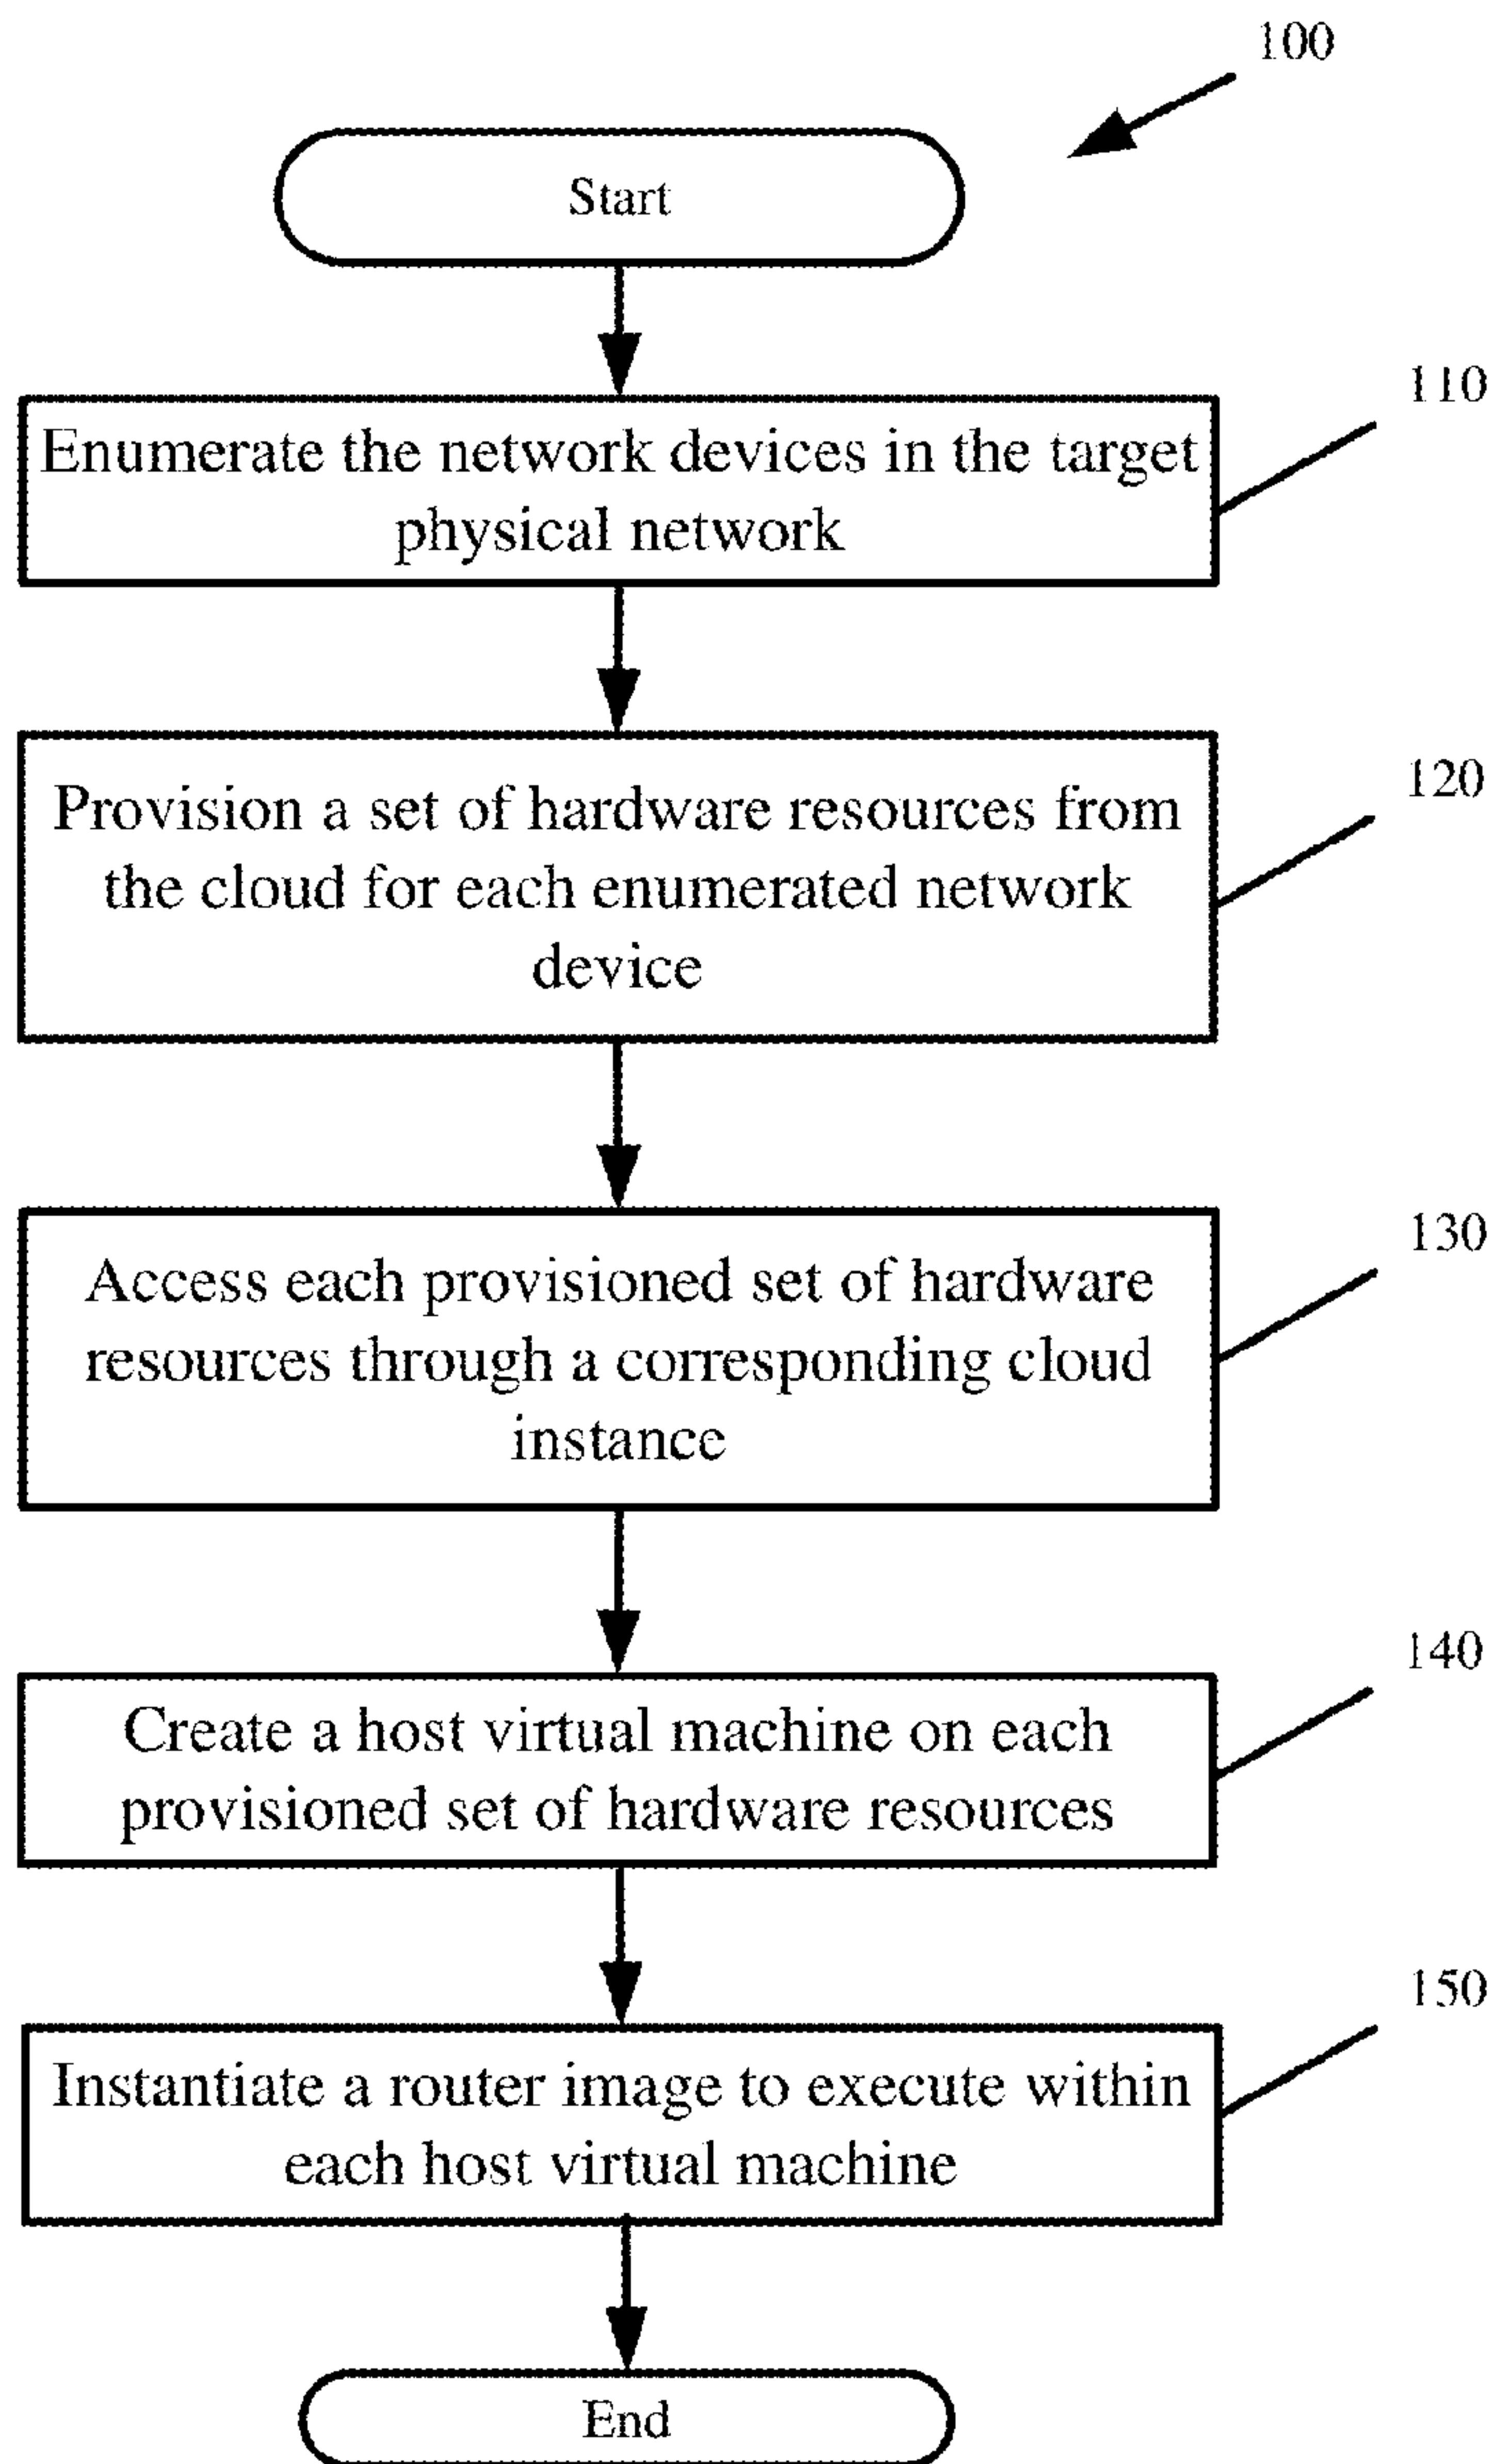 100
Start
110
Enumerate the network devices in the target
physical network
120
Provision a set of hardware resources from
the cloud for each enumerated network
device
130
Access each provisioned set of hardware
resources through a corresponding cloud
instance
140
Create a host virtual machine on each
provisioned set of hardware resources
150
Instantiate a router image to execute within
each host virtual machine
End